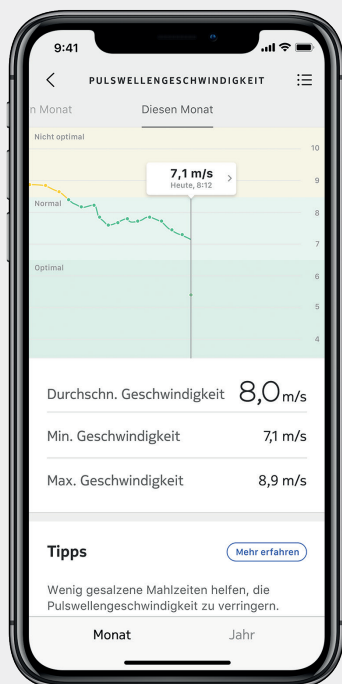 9:41
PULSWELLENGESCHWINDIGKEIT
n Monat
Diesen Monat
Nicht optimal
10
7,1 m/s
Heute, 8:12
9
Normal
8
7
Optimal
6
5
4
Durchschn. Geschwindigkeit 8,0 m/s
Min. Geschwindigkeit 7,1 m/s
Max. Geschwindigkeit 8,9 m/s
Tipps
Mehr erfahren
Wenig gesalzene Mahlzeiten helfen, die
Pulswellengeschwindigkeit zu verringern.
Monat
Jahr